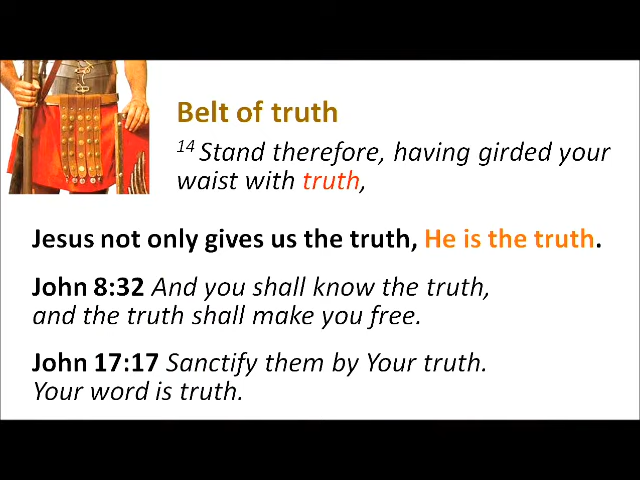 Belt of truth
14 Stand therefore, having girded your
waist with truth,
Jesus not only gives us the truth, He is the truth.
John 8:32 And you shall know the truth,
and the truth shall make you free.
John 17:17 Sanctify them by Your truth.
Your word is truth.